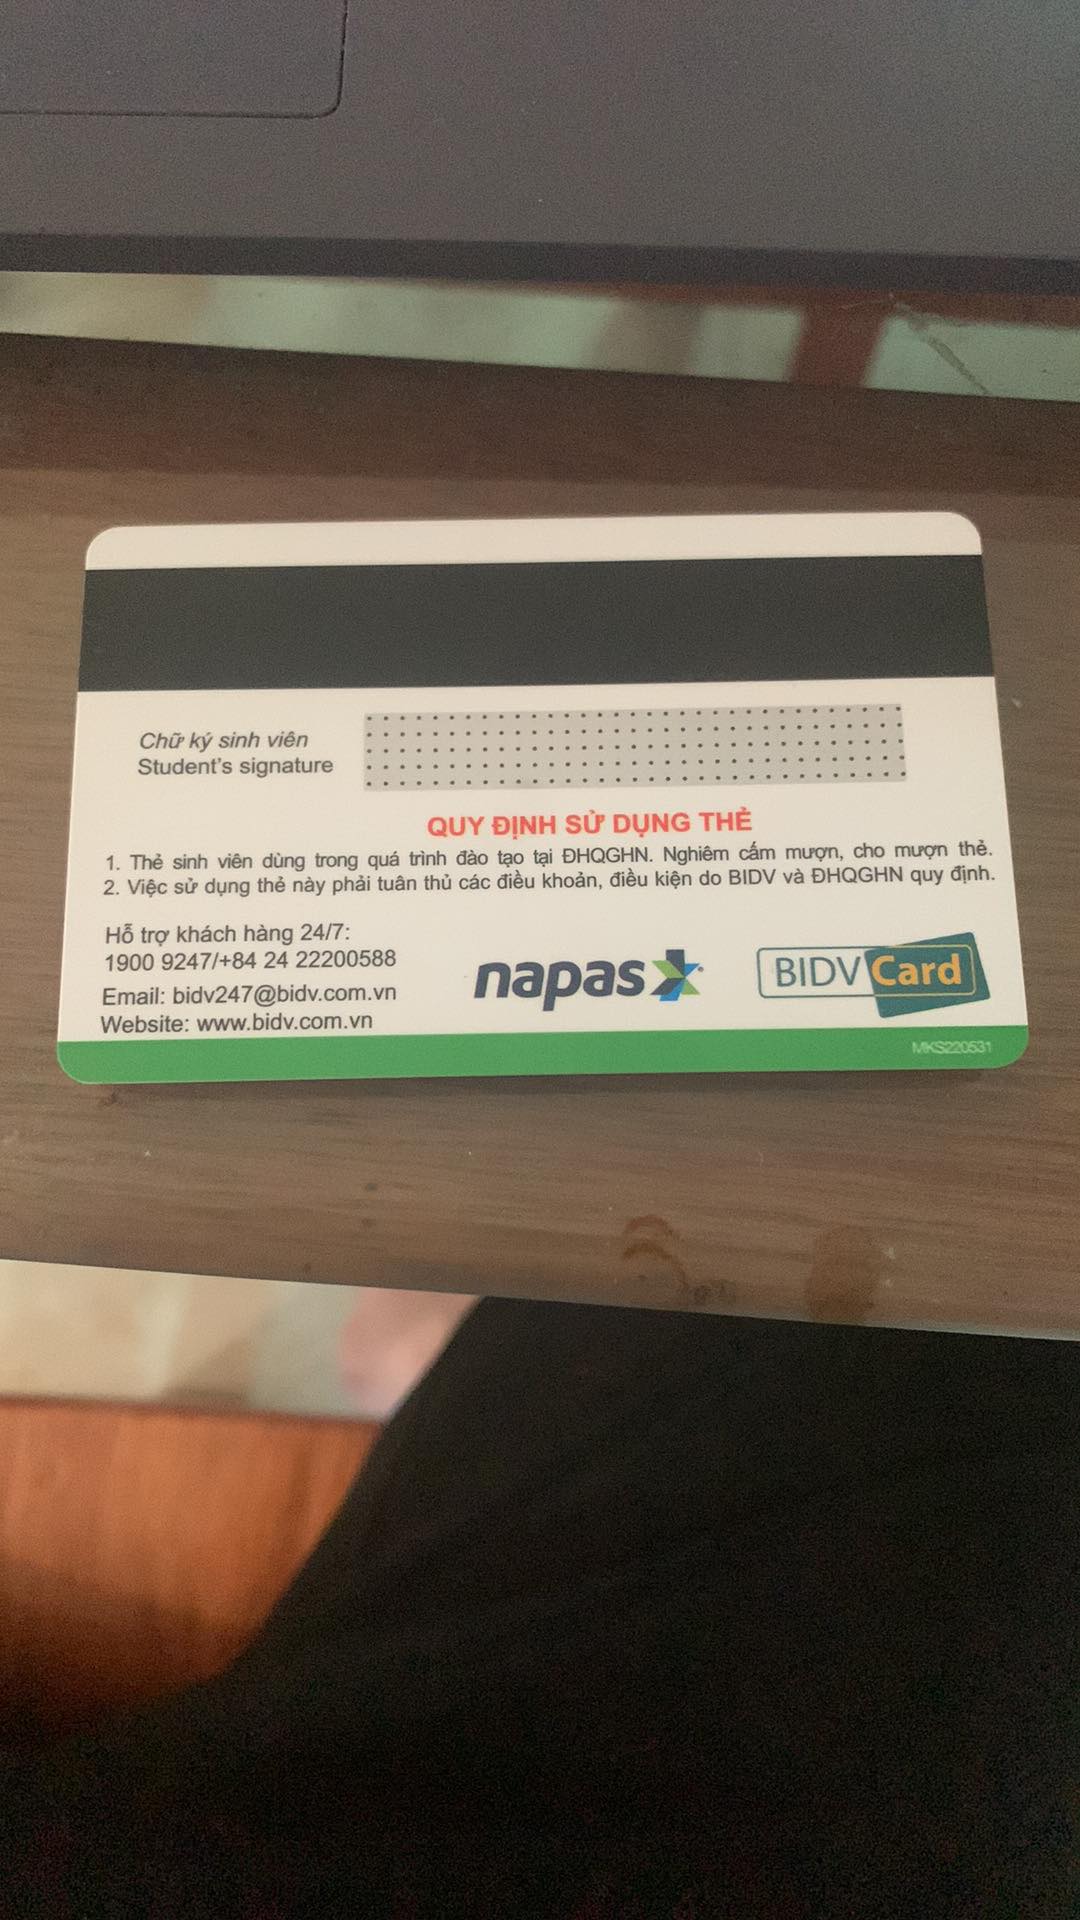 Chữ ký sinh viên
Student's signature
QUY ĐỊNH SỬ DỤNG THẺ
1. Thẻ sinh viên dùng trong quá trình đào tạo tại ĐHQGHN. Nghiêm cấm mượn, cho mượn thẻ.
2. Việc sử dụng thẻ này phải tuân thủ các điều khoản, điều kiện do BIDV và ĐHQGHN quy định.
Hỗ trợ khách hàng 24/7:
1900 9247/+84 24 22200588
Email: bidv247@bidv.com.vn
Website: www.bidv.com.vn
napas
BIDV Card
MKS220531